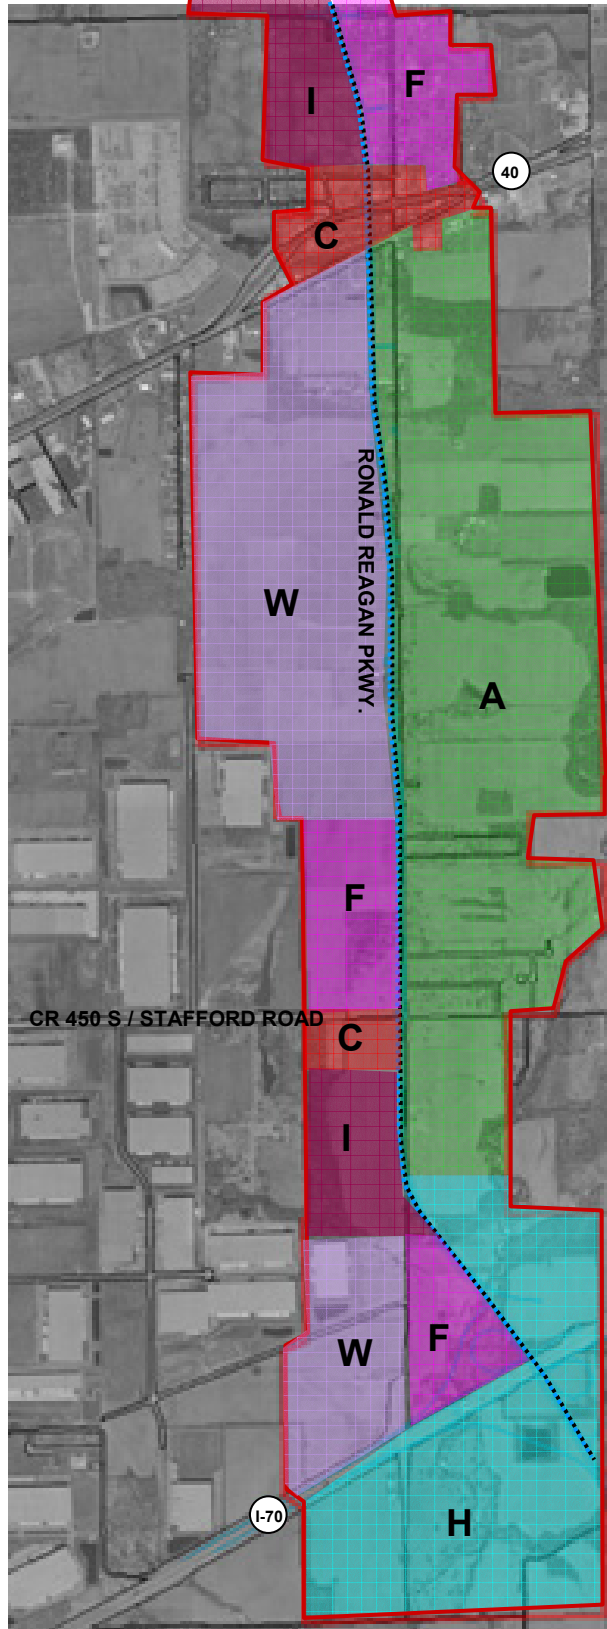 I
F
40
C
RONALD REAGAN PKWY.
W
A
F
CR 450 S / STAFFORD ROAD
C
I
W
F
I-70
H